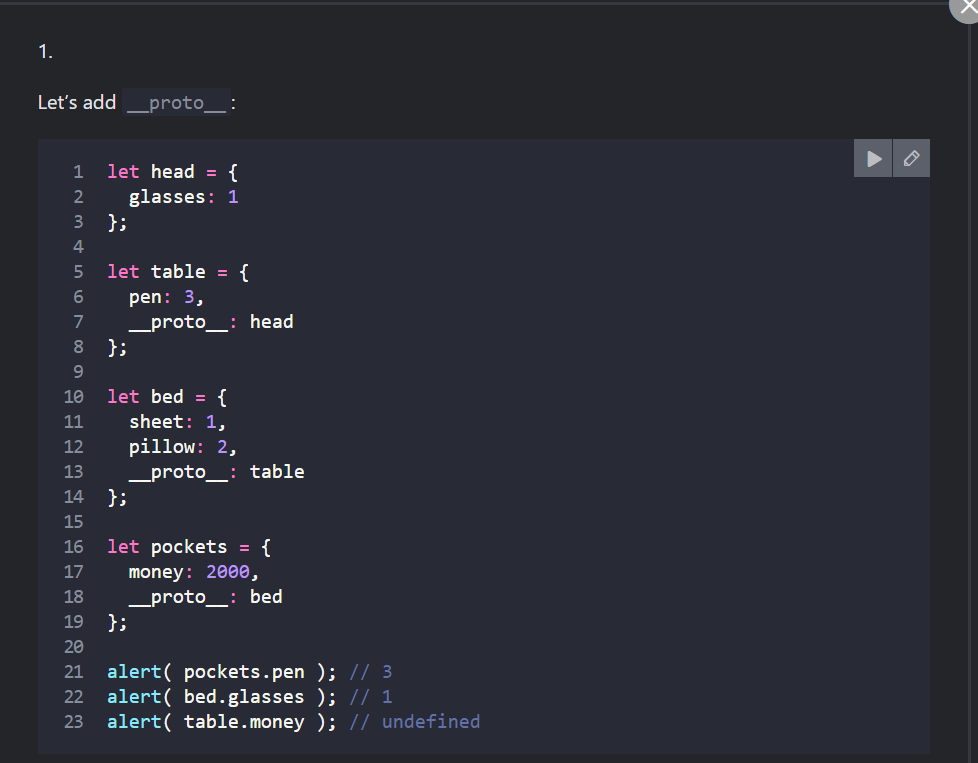 1.
Let's add __proto__:
1 let head = {
2   glasses: 1
3 };
4
5 let table = {
6   pen: 3,
7   __proto__: head
8 };
9
10 let bed = {
11   sheet: 1,
12   pillow: 2,
13   __proto__: table
14 };
15
16 let pockets = {
17   money: 2000,
18   __proto__: bed
19 };
20
21 alert( pockets.pen ); // 3
22 alert( bed.glasses ); // 1
23 alert( table.money ); // undefined